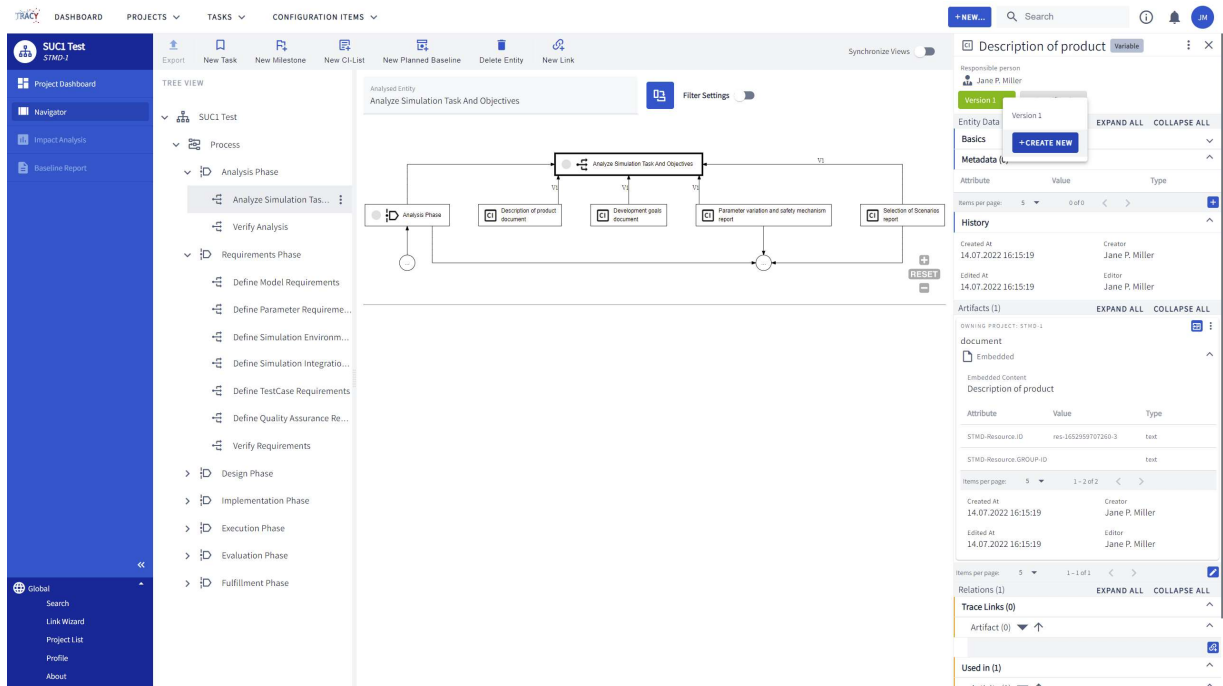 TRACY
DASHBOARD
PROJECTS
TASKS
CONFIGURATION ITEMS
+NEW...
Search
JM
SUC1 Test
STMD-1
Project Dashboard
Navigator
Impact Analysis
Baseline Report
Global
Search
Link Wizard
Project List
Profile
About
Export
New Task
New Milestone
New CI-List
New Planned Baseline
Delete Entity
New Link
Synchronize Views
TREE VIEW
SUC1 Test
Process
Analysis Phase
Analyze Simulation Tas...
Verify Analysis
Requirements Phase
Define Model Requirements
Define Parameter Requireme...
Define Simulation Environm...
Define Simulation Integratio...
Define TestCase Requirements
Define Quality Assurance Re...
Verify Requirements
Design Phase
Implementation Phase
Execution Phase
Evaluation Phase
Fulfillment Phase
Analysed Entity
Analyze Simulation Task And Objectives
Filter Settings
Analyze Simulation Task And Objectives
V1
V1
V1
V1
Analysis Phase
CI
Description of product
document
CI
Development goals
document
CI
Parameter variation and safety mechanism
report
CI
Selection of Scenarios
report
...
...
RESET
CI
Description of product
Variable
Responsible person
Jane P. Miller
Version 1
Version 1
+CREATE NEW
Entity Data
EXPAND ALL
COLLAPSE ALL
Basics
Metadata (0)
Attribute
Value
Type
Items per page:
5
0 of 0
History
Created At
14.07.2022 16:15:19
Creator
Jane P. Miller
Edited At
14.07.2022 16:15:19
Editor
Jane P. Miller
Artifacts (1)
EXPAND ALL
COLLAPSE ALL
OWNING PROJECT: STMD-1
document
Embedded
Embedded Content
Description of product
Attribute
Value
Type
STMD-Resource.ID
res-1652959707260-3
text
STMD-Resource.GROUP-ID
text
Items per page:
5
1 – 2 of 2
Created At
14.07.2022 16:15:19
Creator
Jane P. Miller
Edited At
14.07.2022 16:15:19
Editor
Jane P. Miller
Items per page:
5
1 – 1 of 1
Relations (1)
EXPAND ALL
COLLAPSE ALL
Trace Links (0)
Artifact (0)
Used in (1)